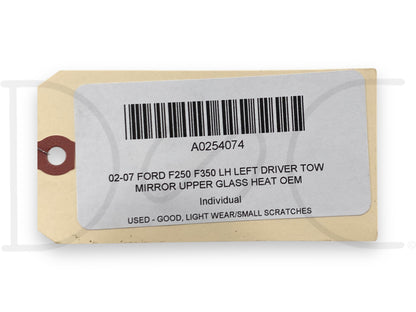 A0254074
02-07 FORD F250 F350 LH LEFT DRIVER TOW
MIRROR UPPER GLASS HEAT OEM
Individual
USED - GOOD, LIGHT WEAR/SMALL SCRATCHES